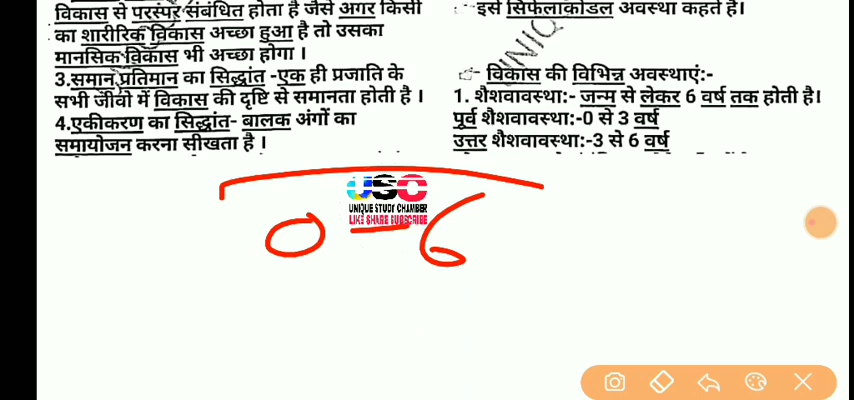 विकास से परस्पर संबंधित होता है जैसे अगर किसी
का शारीरिक विकास अच्छा हुआ है तो उसका
मानसिक विकास भी अच्छा होगा ।
3.समान प्रतिमान का सिद्धांत -एक ही प्रजाति के
सभी जीवो में विकास की दृष्टि से समानता होती है ।
4.एकीकरण का सिद्धांत- बालक अंगों का
समायोजन करना सीखता है ।
इसे सिफेलाकोडल अवस्था कहते है।
UNIQ
☞ विकास की विभिन्न अवस्थाएं:-
1. शैशवावस्था:- जन्म से लेकर 6 वर्ष तक होती है।
पूर्व शैशवावस्था:-0 से 3 वर्ष
उत्तर शैशवावस्था:-3 से 6 वर्ष
USC
UNIQUE STUDY CHAMBER
LIKE SHARE SUBSCRIBE
0 - 6